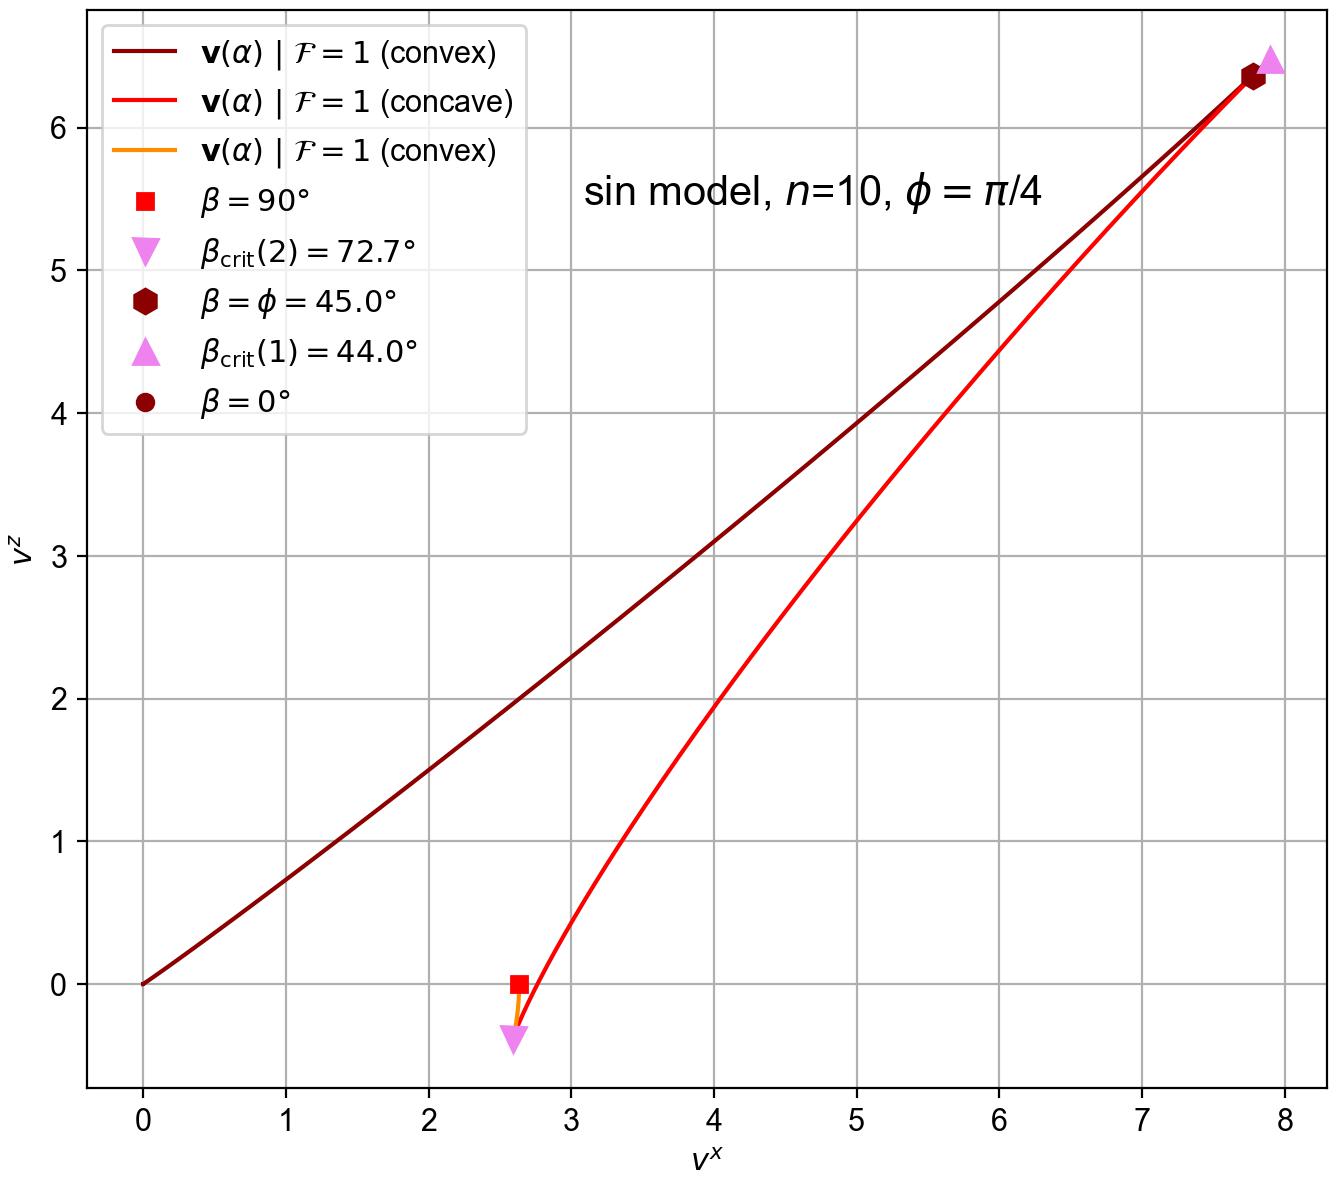 v(α) | ℱ = 1 (convex)
v(α) | ℱ = 1 (concave)
v(α) | ℱ = 1 (convex)
β = 90°
β_crit(2) = 72.7°
β = ϕ = 45.0°
β_crit(1) = 44.0°
β = 0°
sin model, n=10, ϕ = π/4
6
5
4
3
2
1
0
v^z
0 1 2 3 4 5 6 7 8
v^x